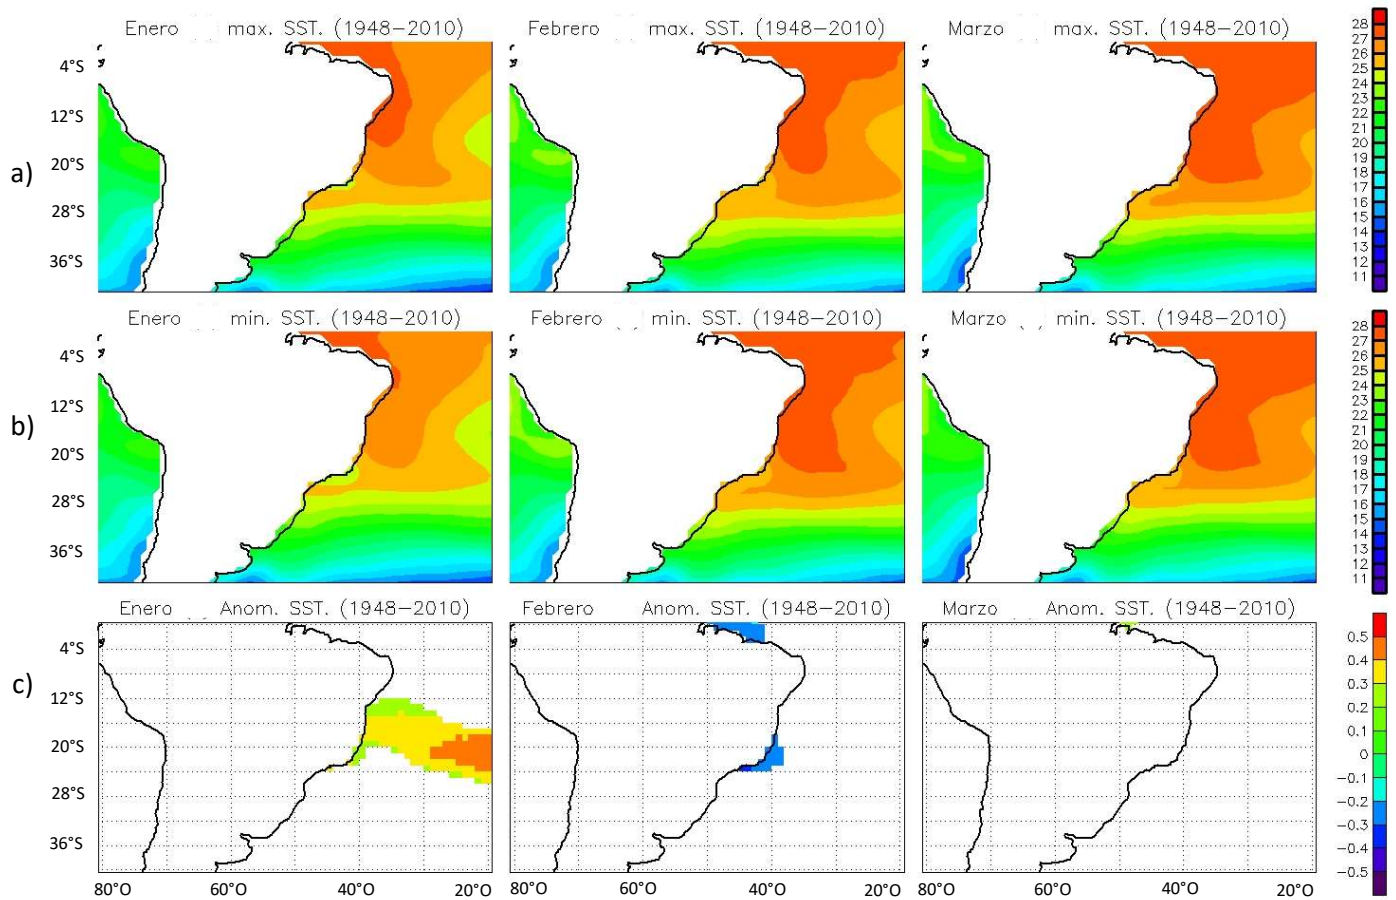 Enero max. SST. (1948−2010) Febrero max. SST. (1948−2010) Marzo max. SST. (1948−2010)
a)
4°S
12°S
20°S
28°S
36°S
28
27
26
25
24
23
22
21
20
19
18
17
16
15
14
13
12
11
Enero min. SST. (1948−2010) Febrero min. SST. (1948−2010) Marzo min. SST. (1948−2010)
b)
4°S
12°S
20°S
28°S
36°S
28
27
26
25
24
23
22
21
20
19
18
17
16
15
14
13
12
11
Enero Anom. SST. (1948−2010) Febrero Anom. SST. (1948−2010) Marzo Anom. SST. (1948−2010)
c)
4°S
12°S
20°S
28°S
36°S
0.5
0.4
0.3
0.2
0.1
0
−0.1
−0.2
−0.3
−0.4
−0.5
80°O 60°O 40°O 20°O 80°O 60°O 40°O 20°O 80°O 60°O 40°O 20°O